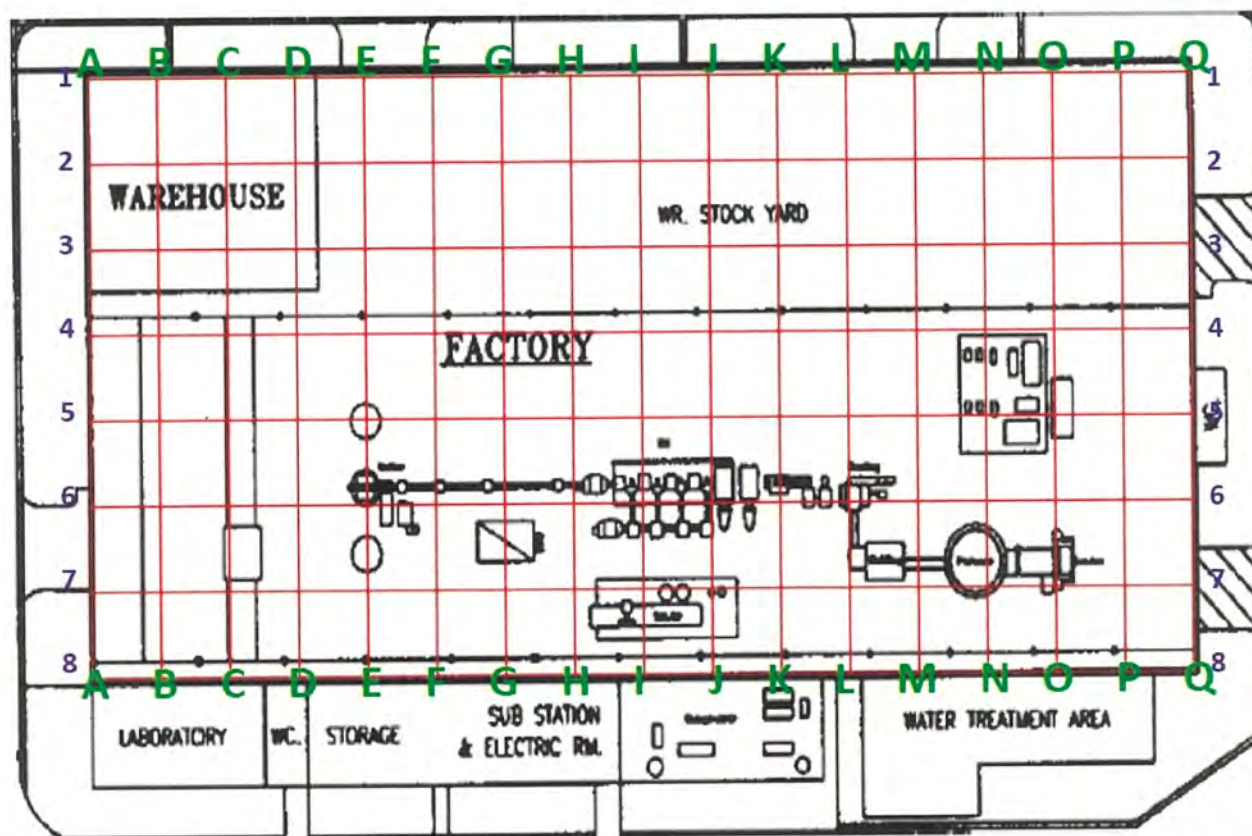 A B C D E F G H I J K L M N O P Q
1 1
2 2
WAREHOUSE
WR. STOCK YARD
3 3
4 4
FACTORY
5 5
6 6
Furnace
7 7
8 8
A B C D E F G H I J K L M N O P Q
LABORATORY
WC.
STORAGE
SUB STATION
& ELECTRIC RM.
WATER TREATMENT AREA